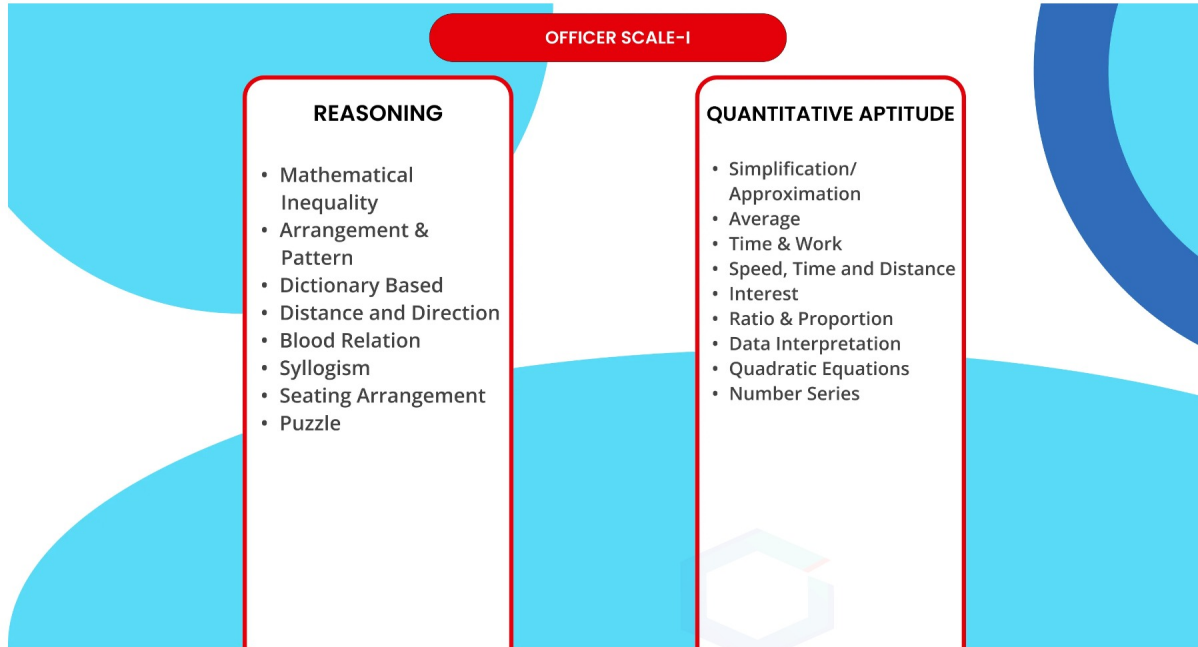 OFFICER SCALE-I
REASONING
• Mathematical
Inequality
• Arrangement &
Pattern
• Dictionary Based
• Distance and Direction
• Blood Relation
• Syllogism
• Seating Arrangement
• Puzzle
QUANTITATIVE APTITUDE
• Simplification/
Approximation
• Average
• Time & Work
• Speed, Time and Distance
• Interest
• Ratio & Proportion
• Data Interpretation
• Quadratic Equations
• Number Series